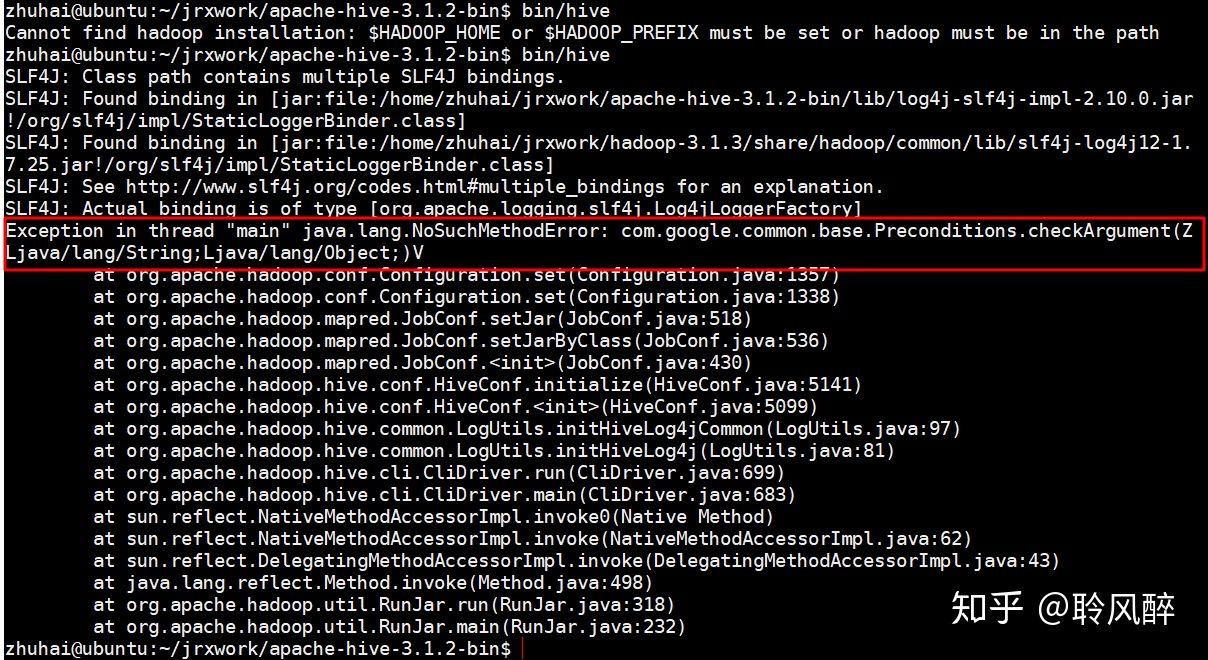 zhuhai@ubuntu:~/jrxwork/apache-hive-3.1.2-bin$ bin/hive
Cannot find hadoop installation: $HADOOP_HOME or $HADOOP_PREFIX must be set or hadoop must be in the path
zhuhai@ubuntu:~/jrxwork/apache-hive-3.1.2-bin$ bin/hive
SLF4J: Class path contains multiple SLF4J bindings.
SLF4J: Found binding in [jar:file:/home/zhuhai/jrxwork/apache-hive-3.1.2-bin/lib/log4j-slf4j-impl-2.10.0.jar
!/org/slf4j/impl/StaticLoggerBinder.class]
SLF4J: Found binding in [jar:file:/home/zhuhai/jrxwork/hadoop-3.1.3/share/hadoop/common/lib/slf4j-log4j12-1.
7.25.jar!/org/slf4j/impl/StaticLoggerBinder.class]
SLF4J: See http://www.slf4j.org/codes.html#multiple_bindings for an explanation.
SLF4J: Actual binding is of type [org.apache.logging.slf4j.Log4jLoggerFactory]
Exception in thread "main" java.lang.NoSuchMethodError: com.google.common.base.Preconditions.checkArgument(Z
Ljava/lang/String;Ljava/lang/Object;)V
        at org.apache.hadoop.conf.Configuration.set(Configuration.java:1357)
        at org.apache.hadoop.conf.Configuration.set(Configuration.java:1338)
        at org.apache.hadoop.mapred.JobConf.setJar(JobConf.java:518)
        at org.apache.hadoop.mapred.JobConf.setJarByClass(JobConf.java:536)
        at org.apache.hadoop.mapred.JobConf.<init>(JobConf.java:430)
        at org.apache.hadoop.hive.conf.HiveConf.initialize(HiveConf.java:5141)
        at org.apache.hadoop.hive.conf.HiveConf.<init>(HiveConf.java:5099)
        at org.apache.hadoop.hive.common.LogUtils.initHiveLog4jCommon(LogUtils.java:97)
        at org.apache.hadoop.hive.common.LogUtils.initHiveLog4j(LogUtils.java:81)
        at org.apache.hadoop.hive.cli.CliDriver.run(CliDriver.java:699)
        at org.apache.hadoop.hive.cli.CliDriver.main(CliDriver.java:683)
        at sun.reflect.NativeMethodAccessorImpl.invoke0(Native Method)
        at sun.reflect.NativeMethodAccessorImpl.invoke(NativeMethodAccessorImpl.java:62)
        at sun.reflect.DelegatingMethodAccessorImpl.invoke(DelegatingMethodAccessorImpl.java:43)
        at java.lang.reflect.Method.invoke(Method.java:498)
        at org.apache.hadoop.util.RunJar.run(RunJar.java:318)
        at org.apache.hadoop.util.RunJar.main(RunJar.java:232)
知乎 @聆风醉
zhuhai@ubuntu:~/jrxwork/apache-hive-3.1.2-bin$